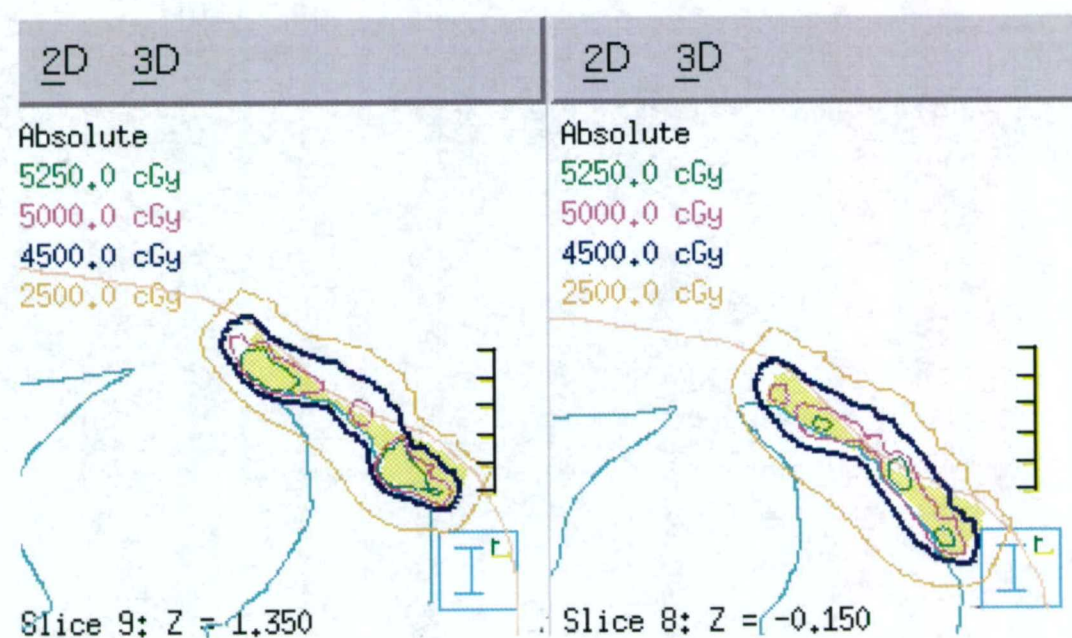 2D 3D
Absolute
5250.0 cGy
5000.0 cGy
4500.0 cGy
2500.0 cGy
Slice 9: Z = 1.350
2D 3D
Absolute
5250.0 cGy
5000.0 cGy
4500.0 cGy
2500.0 cGy
Slice 8: Z = -0.150